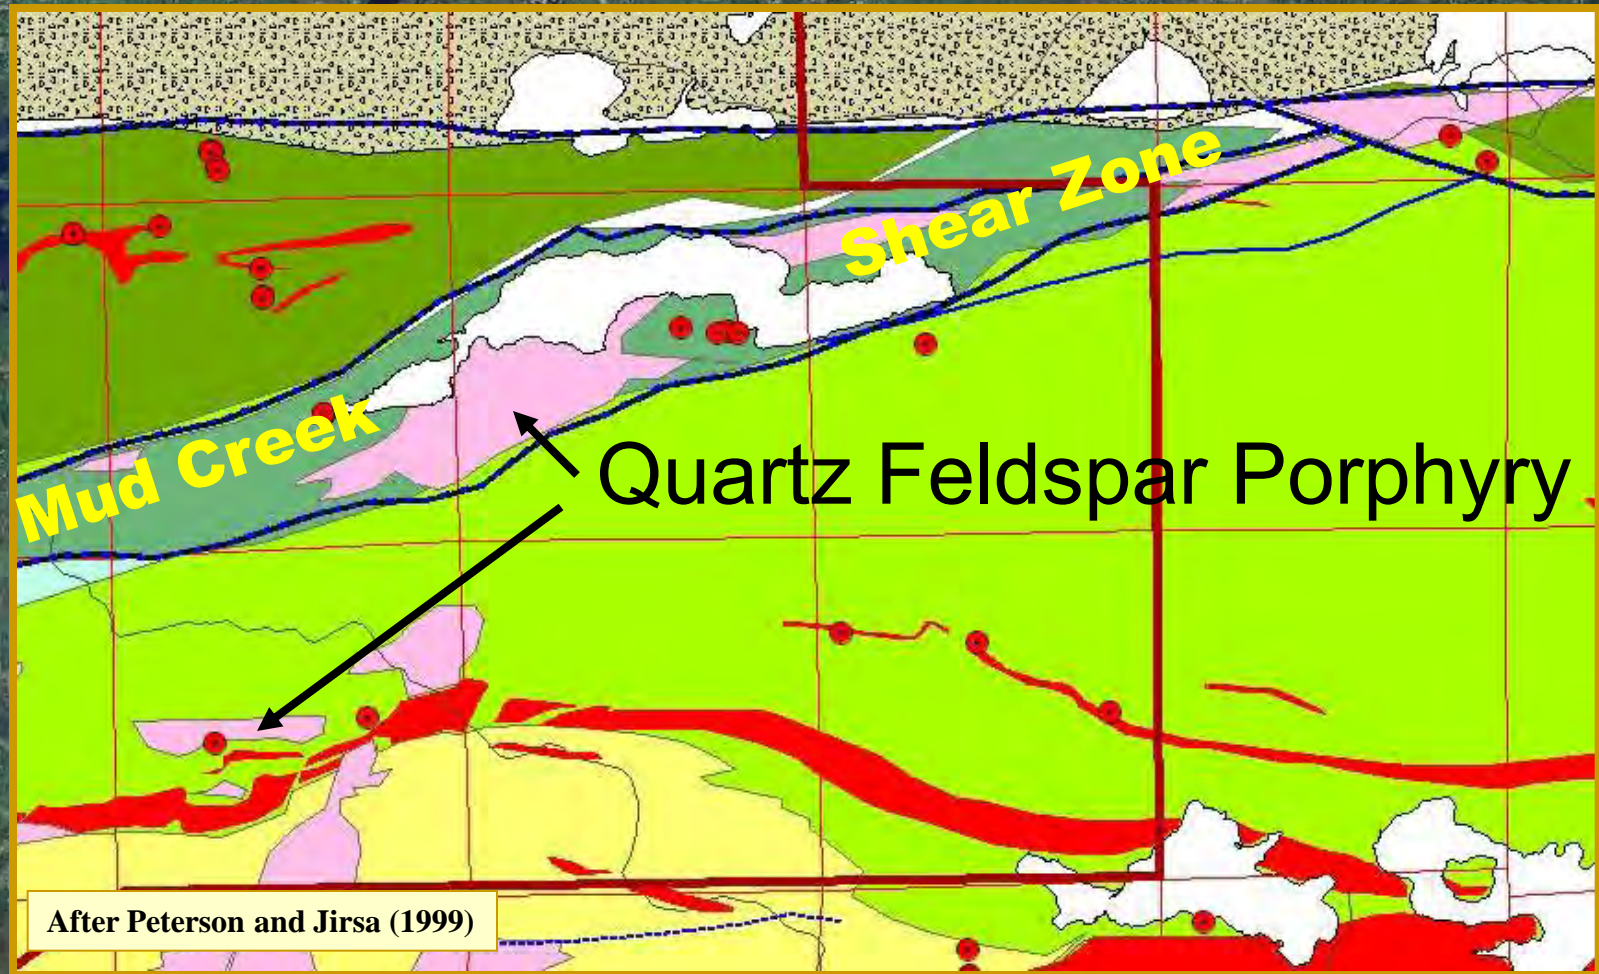 Shear Zone
Mud Creek
Quartz Feldspar Porphyry
After Peterson and Jirsa (1999)